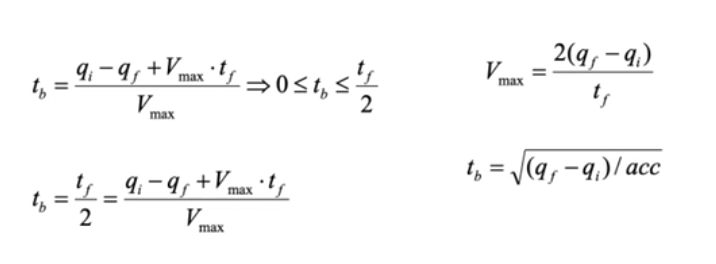 t_b = (q_i − q_f + V_max · t_f) / V_max ⇒ 0 ≤ t_b ≤ t_f / 2
V_max = 2(q_f − q_i) / t_f
t_b = t_f / 2 = (q_i − q_f + V_max · t_f) / V_max
t_b = √((q_f − q_i) / acc)